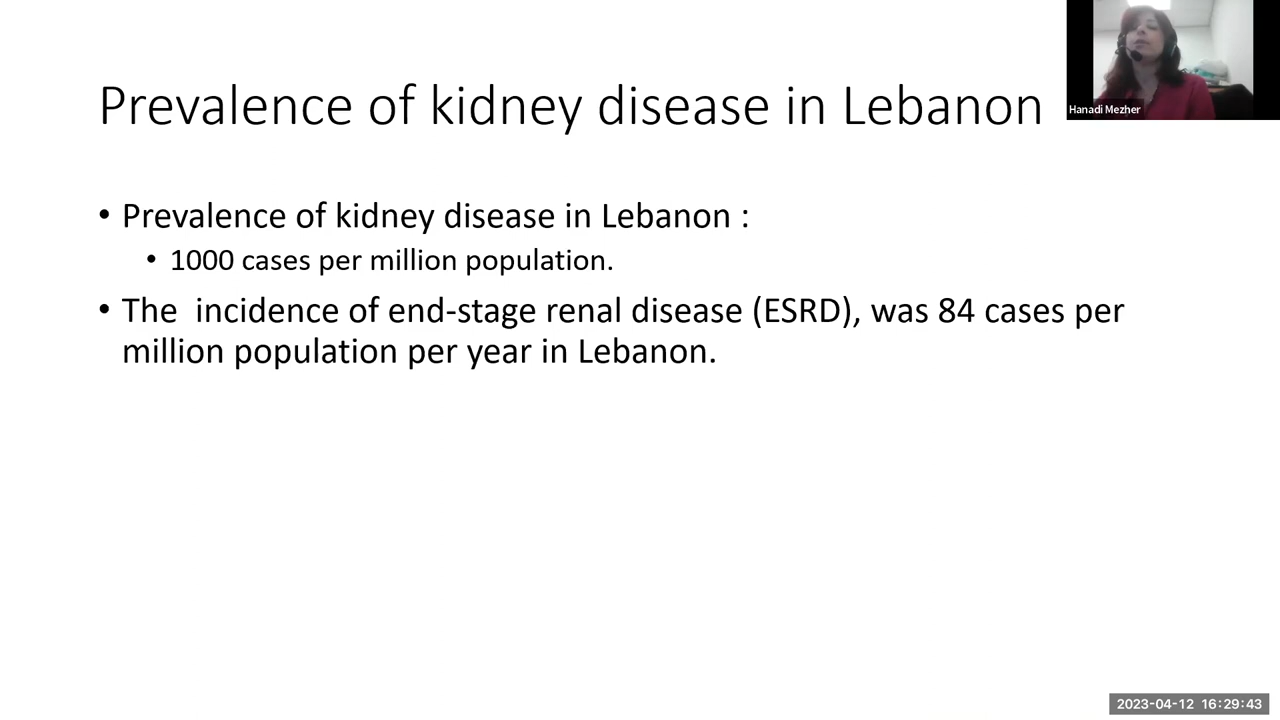 Prevalence of kidney disease in Lebanon
Hanadi Mezher
• Prevalence of kidney disease in Lebanon :
• 1000 cases per million population.
• The  incidence of end-stage renal disease (ESRD), was 84 cases per
million population per year in Lebanon.
2023-04-12 16:29:43